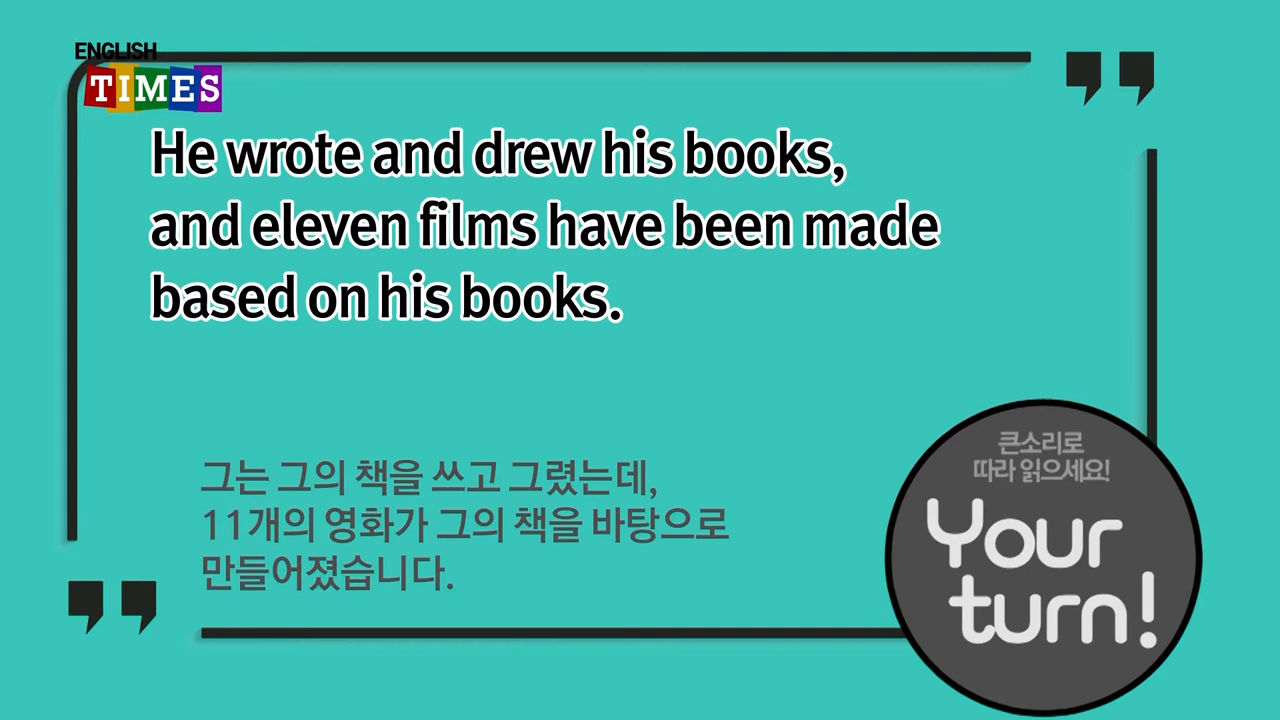 ENGLISH
TIMES
He wrote and drew his books,
and eleven films have been made
based on his books.
그는 그의 책을 쓰고 그렸는데,
11개의 영화가 그의 책을 바탕으로
만들어졌습니다.
큰소리로
따라 읽으세요!
Your
turn!